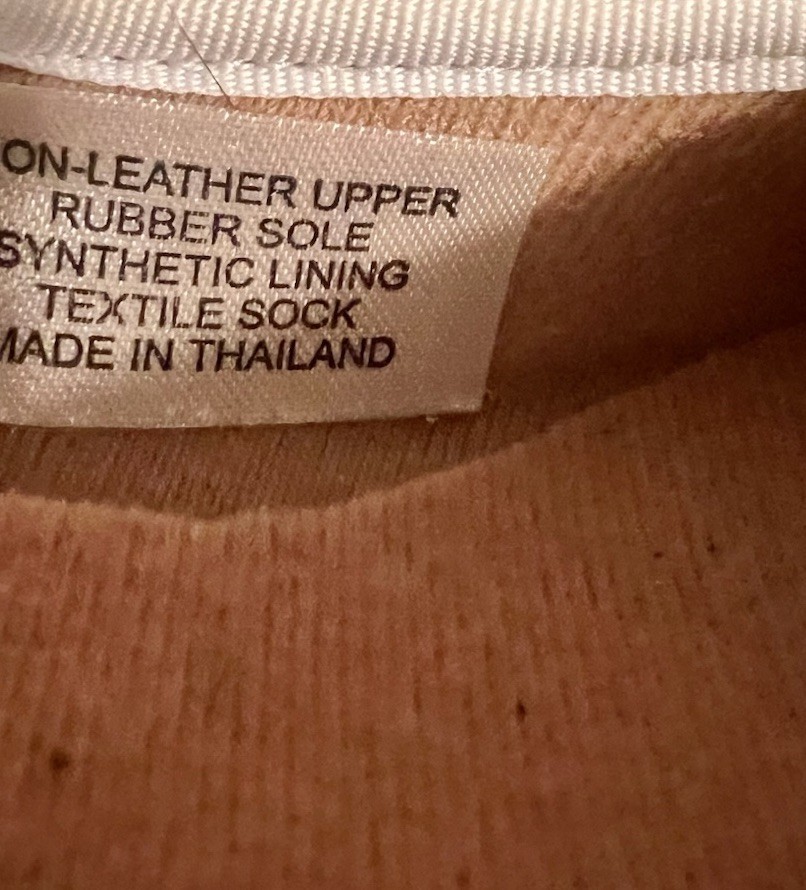 ON-LEATHER UPPER
RUBBER SOLE
SYNTHETIC LINING
TEXTILE SOCK
MADE IN THAILAND